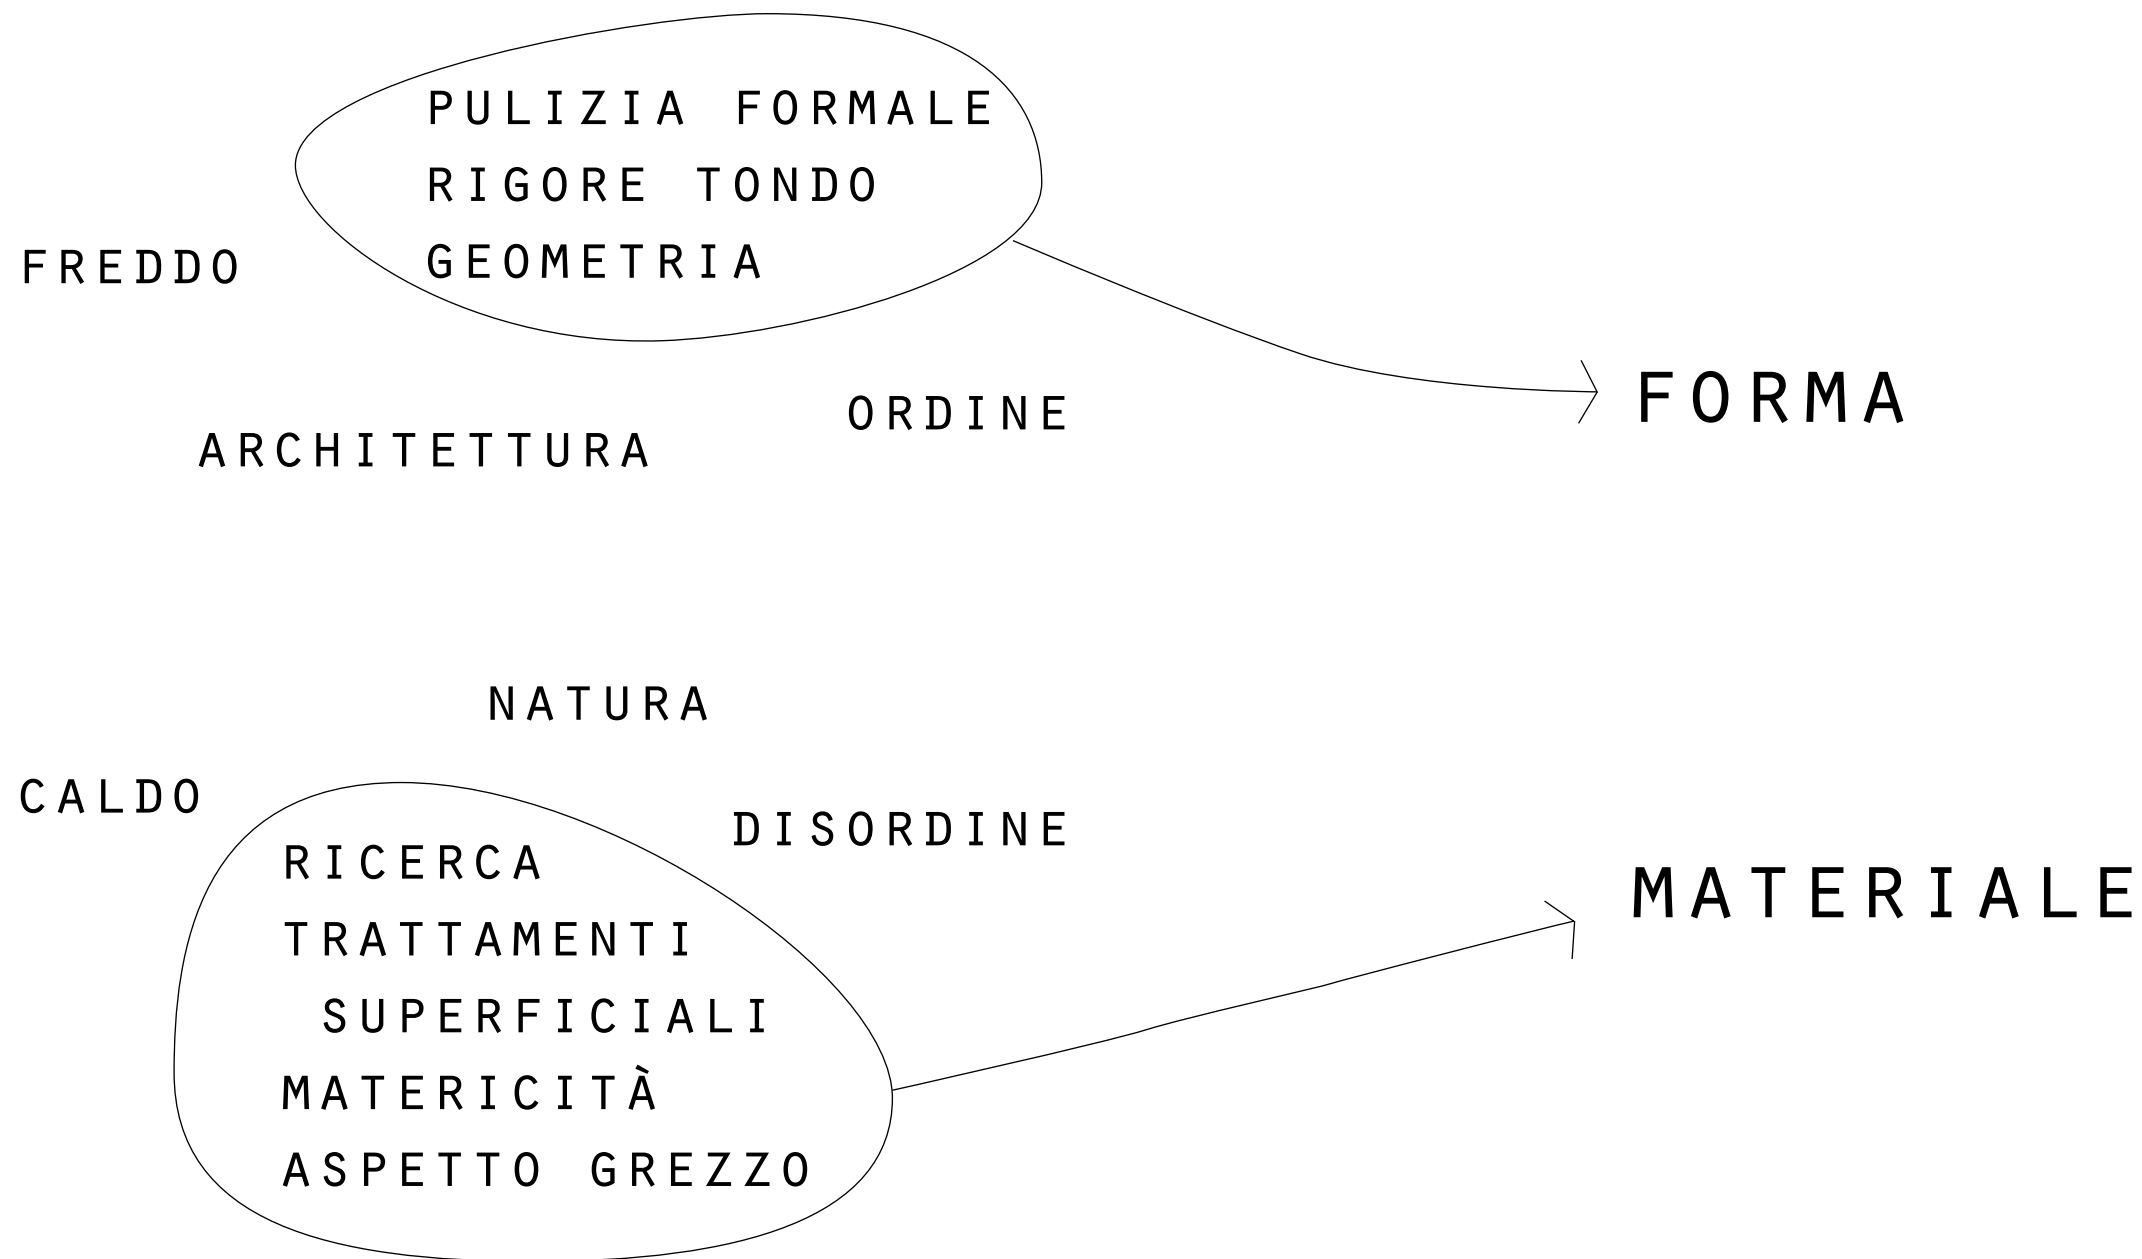 PULIZIA FORMALE
RIGORE TONDO
GEOMETRIA
FREDDO
ORDINE
ARCHITETTURA
FORMA
NATURA
CALDO
DISORDINE
RICERCA
TRATTAMENTI
SUPERFICIALI
MATERICITÀ
ASPETTO GREZZO
MATERIALE